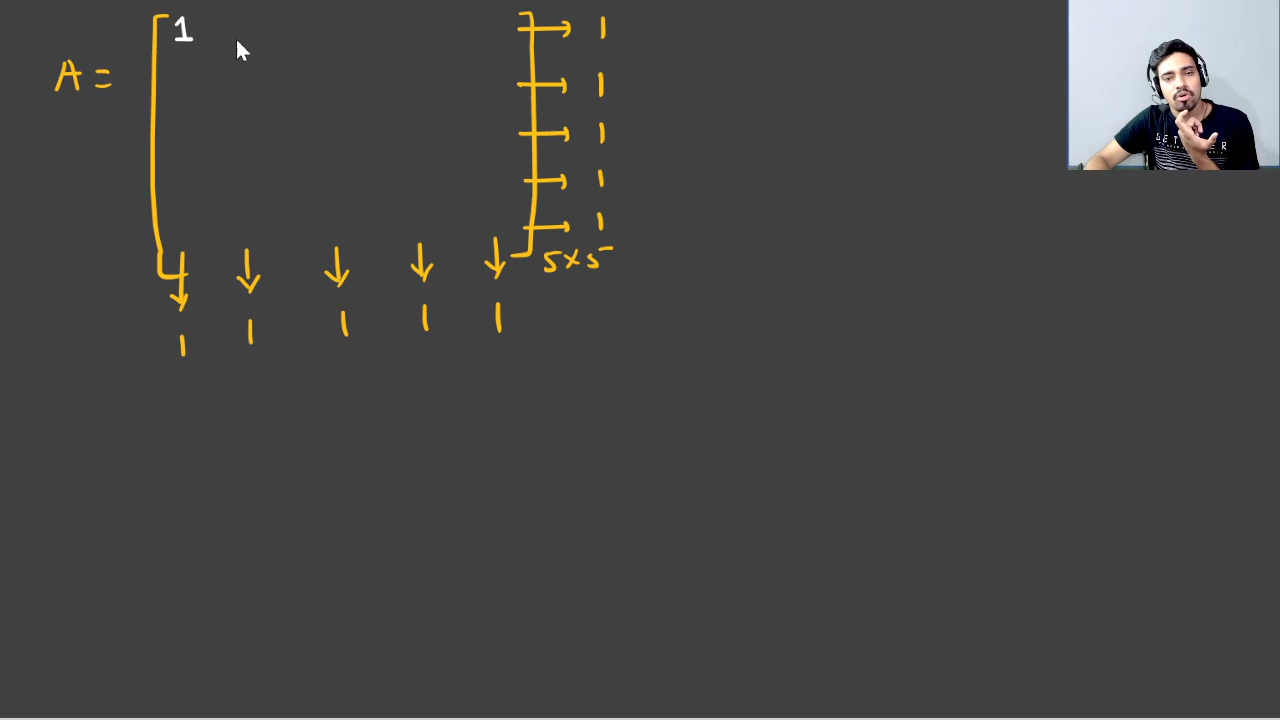 1 → 1
A =
→ 1
→ 1
→ 1
→ 1
5×5
↓ ↓ ↓ ↓ ↓
1 1 1 1 1